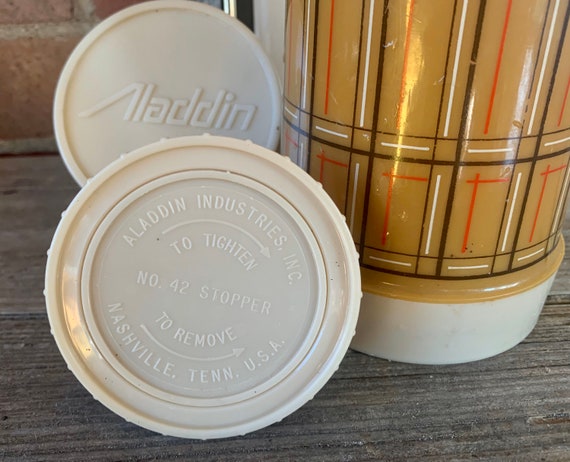 Aladdin
ALADDIN INDUSTRIES, INC.
TO TIGHTEN
NO. 42 STOPPER
TO REMOVE
NASHVILLE, TENN. U.S.A.